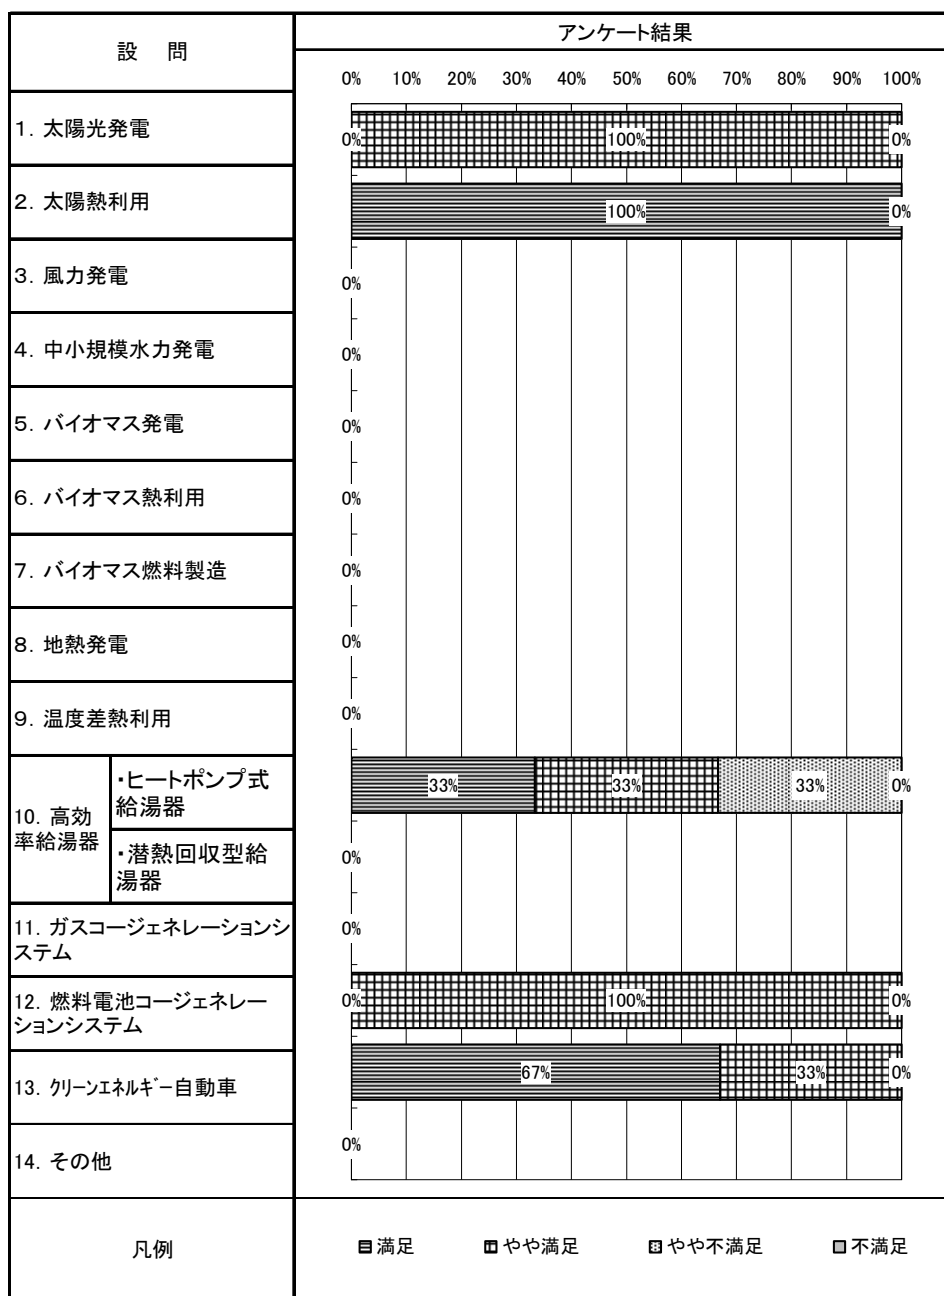 設 問
アンケート結果
0% 10% 20% 30% 40% 50% 60% 70% 80% 90% 100%
1. 太陽光発電
0% 100% 0%
2. 太陽熱利用
100% 0%
3. 風力発電
0%
4. 中小規模水力発電
0%
5. バイオマス発電
0%
6. バイオマス熱利用
0%
7. バイオマス燃料製造
0%
8. 地熱発電
0%
9. 温度差熱利用
0%
10. 高効
率給湯器
・ヒートポンプ式
給湯器
33% 33% 33% 0%
・潜熱回収型給
湯器
0%
11. ガスコージェネレーションシ
ステム
0%
12. 燃料電池コージェネレー
ションシステム
0% 100% 0%
13. クリーンエネルギー自動車
67% 33% 0%
14. その他
0%
凡例
満足 やや満足 やや不満足 不満足